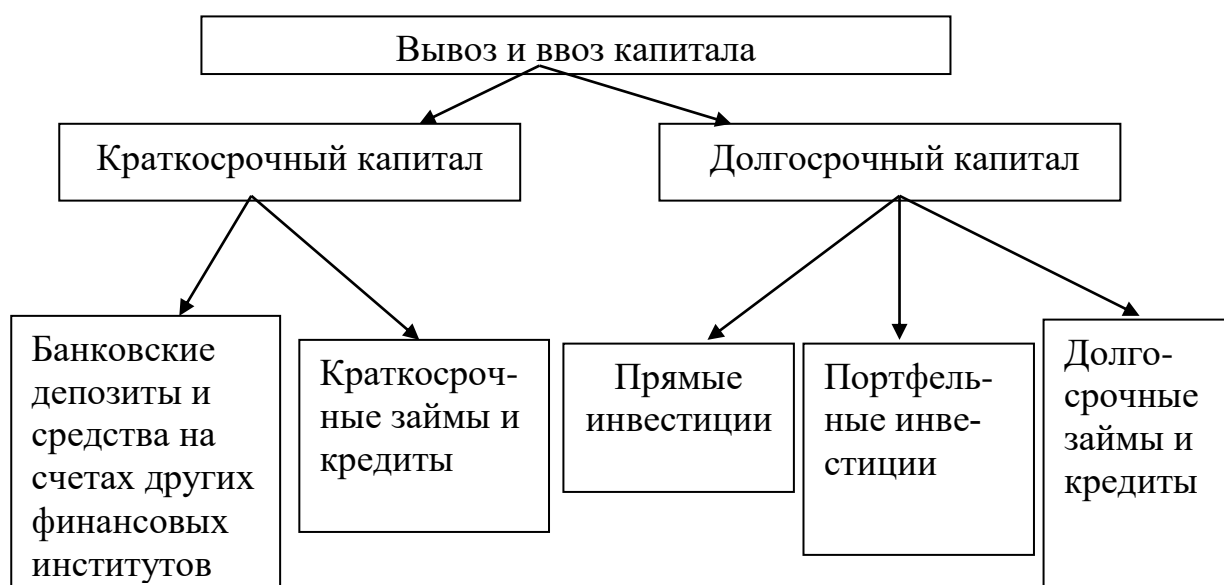 Вывоз и ввоз капитала
Краткосрочный капитал
Долгосрочный капитал
Банковские
депозиты и
средства на
счетах других
финансовых
институтов
Краткосроч-
ные займы и
кредиты
Прямые
инвестиции
Портфель-
ные инве-
стиции
Долго-
срочные
займы и
кредиты